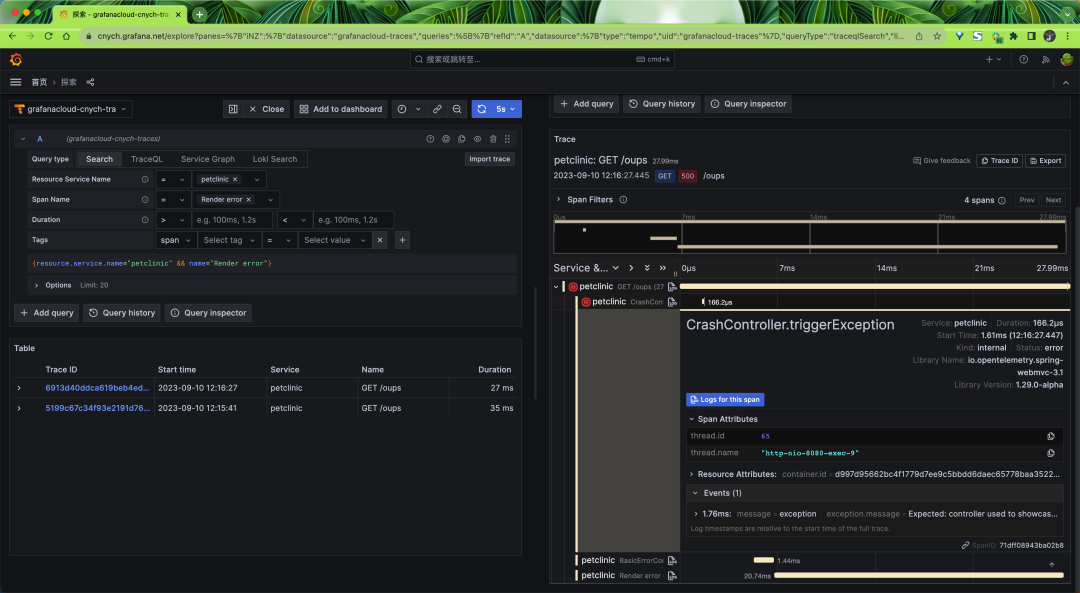 探索 - grafanacloud-cnych-tra
cnych.grafana.net/explore?panes=%7B"iNZ":%7B"datasource":"grafanacloud-traces","queries":%5B%7B"refId":"A","datasource":%7B"type":"tempo","uid":"grafanacloud-traces"%7D,"queryType":"traceqlSearch","li...
搜索或跳转至...
cmd+k
首页 › 探索
grafanacloud-cnych-tra
Close
Add to dashboard
5s
A (grafanacloud-cnych-traces)
Query type Search TraceQL Service Graph Loki Search Import trace
Resource Service Name = petclinic ×
Span Name = Render error ×
Duration > e.g. 100ms, 1.2s < e.g. 100ms, 1.2s
Tags span Select tag = Select value × +
{resource.service.name="petclinic" && name="Render error"}
Options Limit: 20
+ Add query Query history Query inspector
Table
Trace ID Start time Service Name Duration
6913d40ddca619beb4ed... 2023-09-10 12:16:27 petclinic GET /oups 27 ms
5199c67c34f93e2191d76... 2023-09-10 12:15:41 petclinic GET /oups 35 ms
+ Add query Query history Query inspector
Trace
petclinic: GET /oups 27.99ms
Give feedback Trace ID Export
2023-09-10 12:16:27.445 GET 500 /oups
Span Filters
4 spans Prev Next
0μs 7ms 14ms 21ms 27.99ms
Service &... 0μs 7ms 14ms 21ms 27.99ms
petclinic GET /oups (27
petclinic CrashCon 166.2μs
CrashController.triggerException
Service: petclinic Duration: 166.2μs
Start Time: 1.61ms (12:16:27.447)
Kind: internal Status: error
Library Name: io.opentelemetry.spring-
webmvc-3.1
Library Version: 1.29.0-alpha
Logs for this span
Span Attributes
thread.id 65
thread.name "http-nio-8080-exec-9"
Resource Attributes: container.id = d997d95662bc4f1779d7ee9c5bbdd6daec65778baa3522...
Events (1)
1.76ms: message = exception exception.message = Expected: controller used to showcas...
Log timestamps are relative to the start time of the full trace.
SpanID: 71dff08943ba02b8
petclinic BasicErrorCor 1.44ms
petclinic Render error 20.74ms